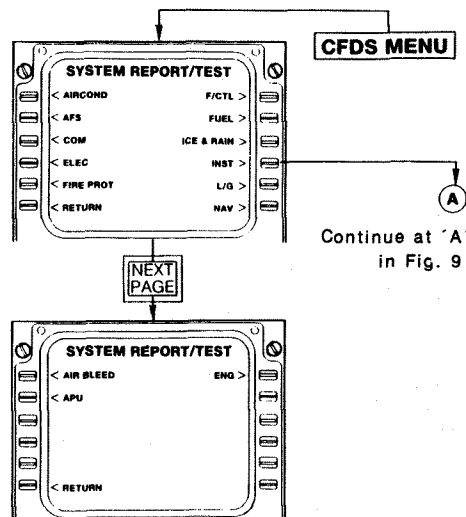 CFDS MENU
SYSTEM REPORT/TEST
< AIRCOND F/CTL >
< AFS FUEL >
< COM ICE & RAIN >
< ELEC INST >
< FIRE PROT L/G >
< RETURN NAV >
A
Continue at ´A´
in Fig. 9
NEXT
PAGE
SYSTEM REPORT/TEST
< AIR BLEED ENG >
< APU
< RETURN